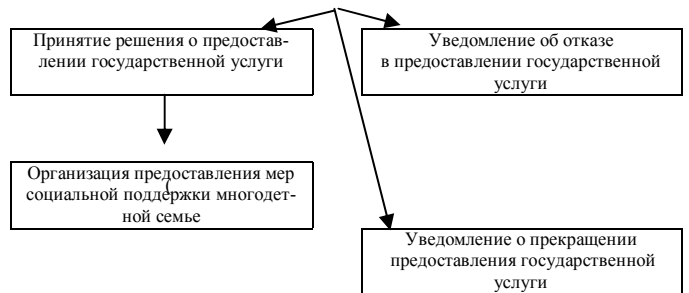 Принятие решения о предостав-
лении государственной услуги
Уведомление об отказе
в предоставлении государственной
услуги
Организация предоставления мер
социальной поддержки многодет-
ной семье
Уведомление о прекращении
предоставления государственной
услуги